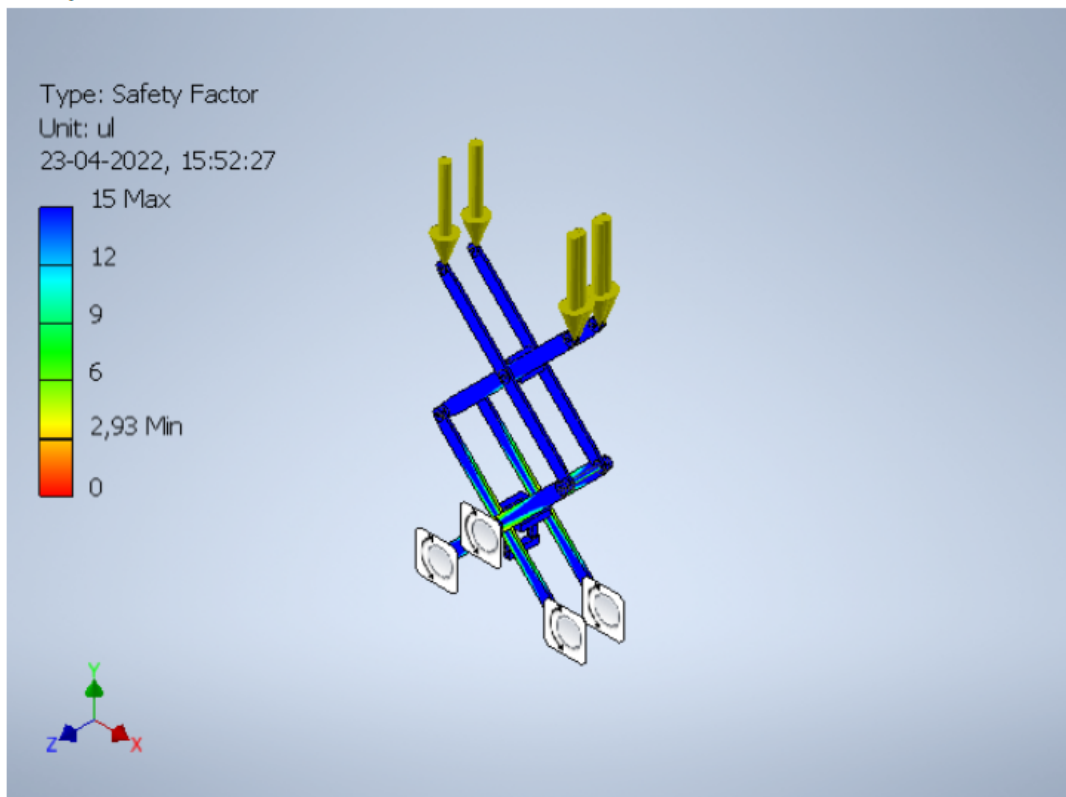 Type: Safety Factor
Unit: ul
23-04-2022, 15:52:27
15 Max
12
9
6
2,93 Min
0
Y
Z
X